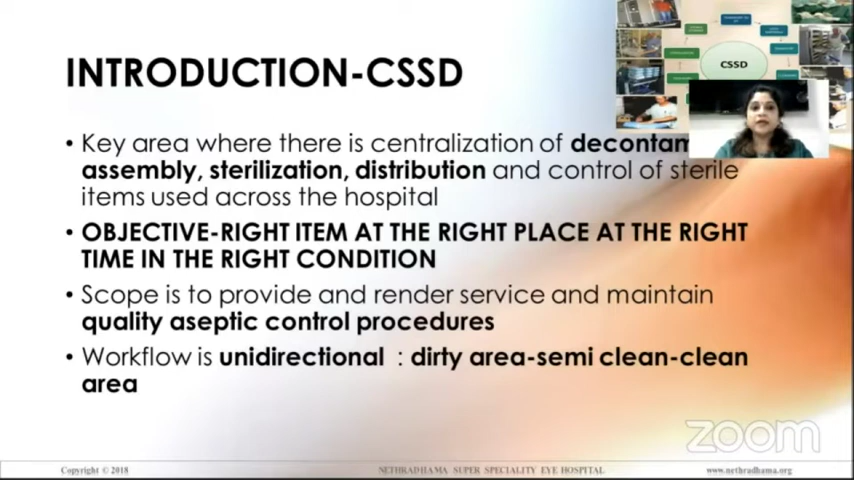 INTRODUCTION-CSSD
CSSD
• Key area where there is centralization of
assembly, sterilization, distribution and control of sterile
items used across the hospital
• OBJECTIVE-RIGHT ITEM AT THE RIGHT PLACE AT THE RIGHT
TIME IN THE RIGHT CONDITION
• Scope is to provide and render service and maintain
quality aseptic control procedures
• Workflow is unidirectional : dirty area-semi clean-clean
area
zoom
Copyright © 2018 NETHRADHAMA SUPER SPECIALITY EYE HOSPITAL www.nethradhama.org